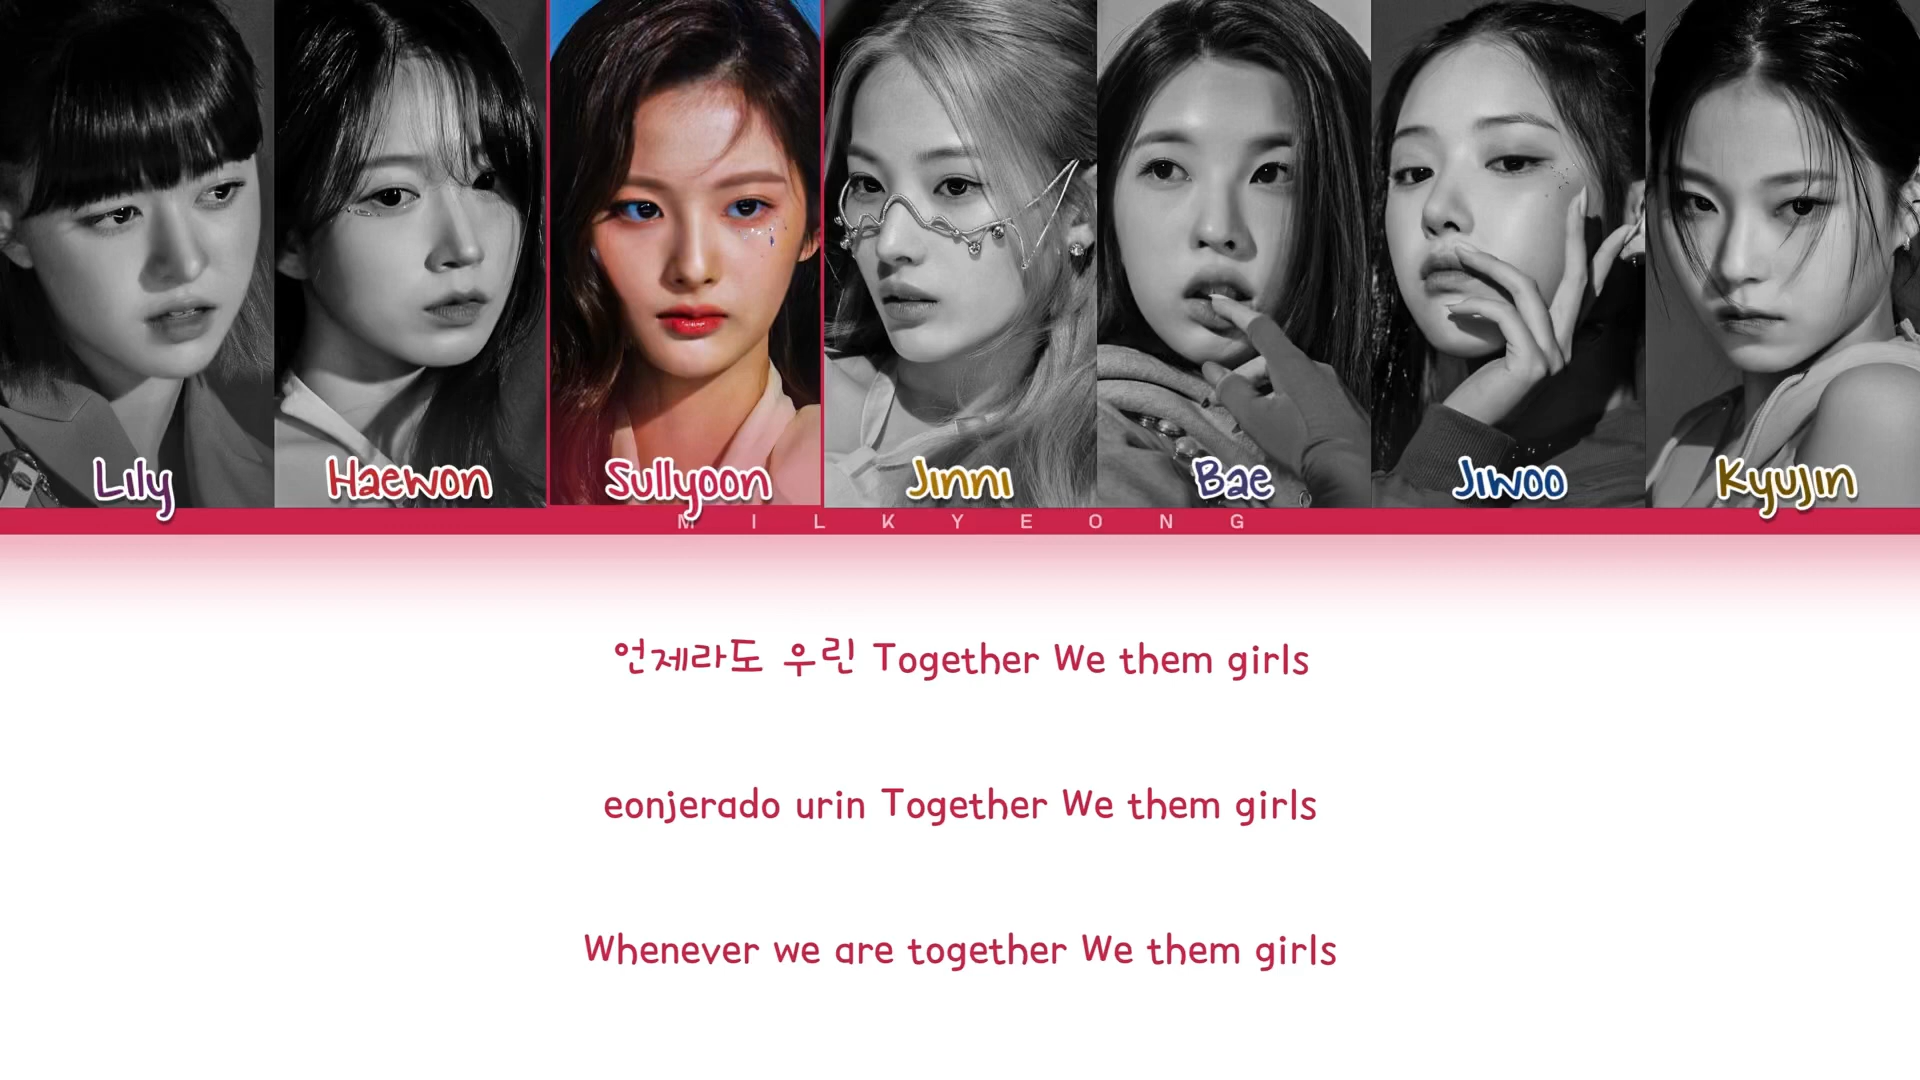 Lily Haewon Sullyoon Jinni Bae Jiwoo Kyujin
MILKYEONG
언제라도 우린 Together We them girls
eonjerado urin Together We them girls
Whenever we are together We them girls